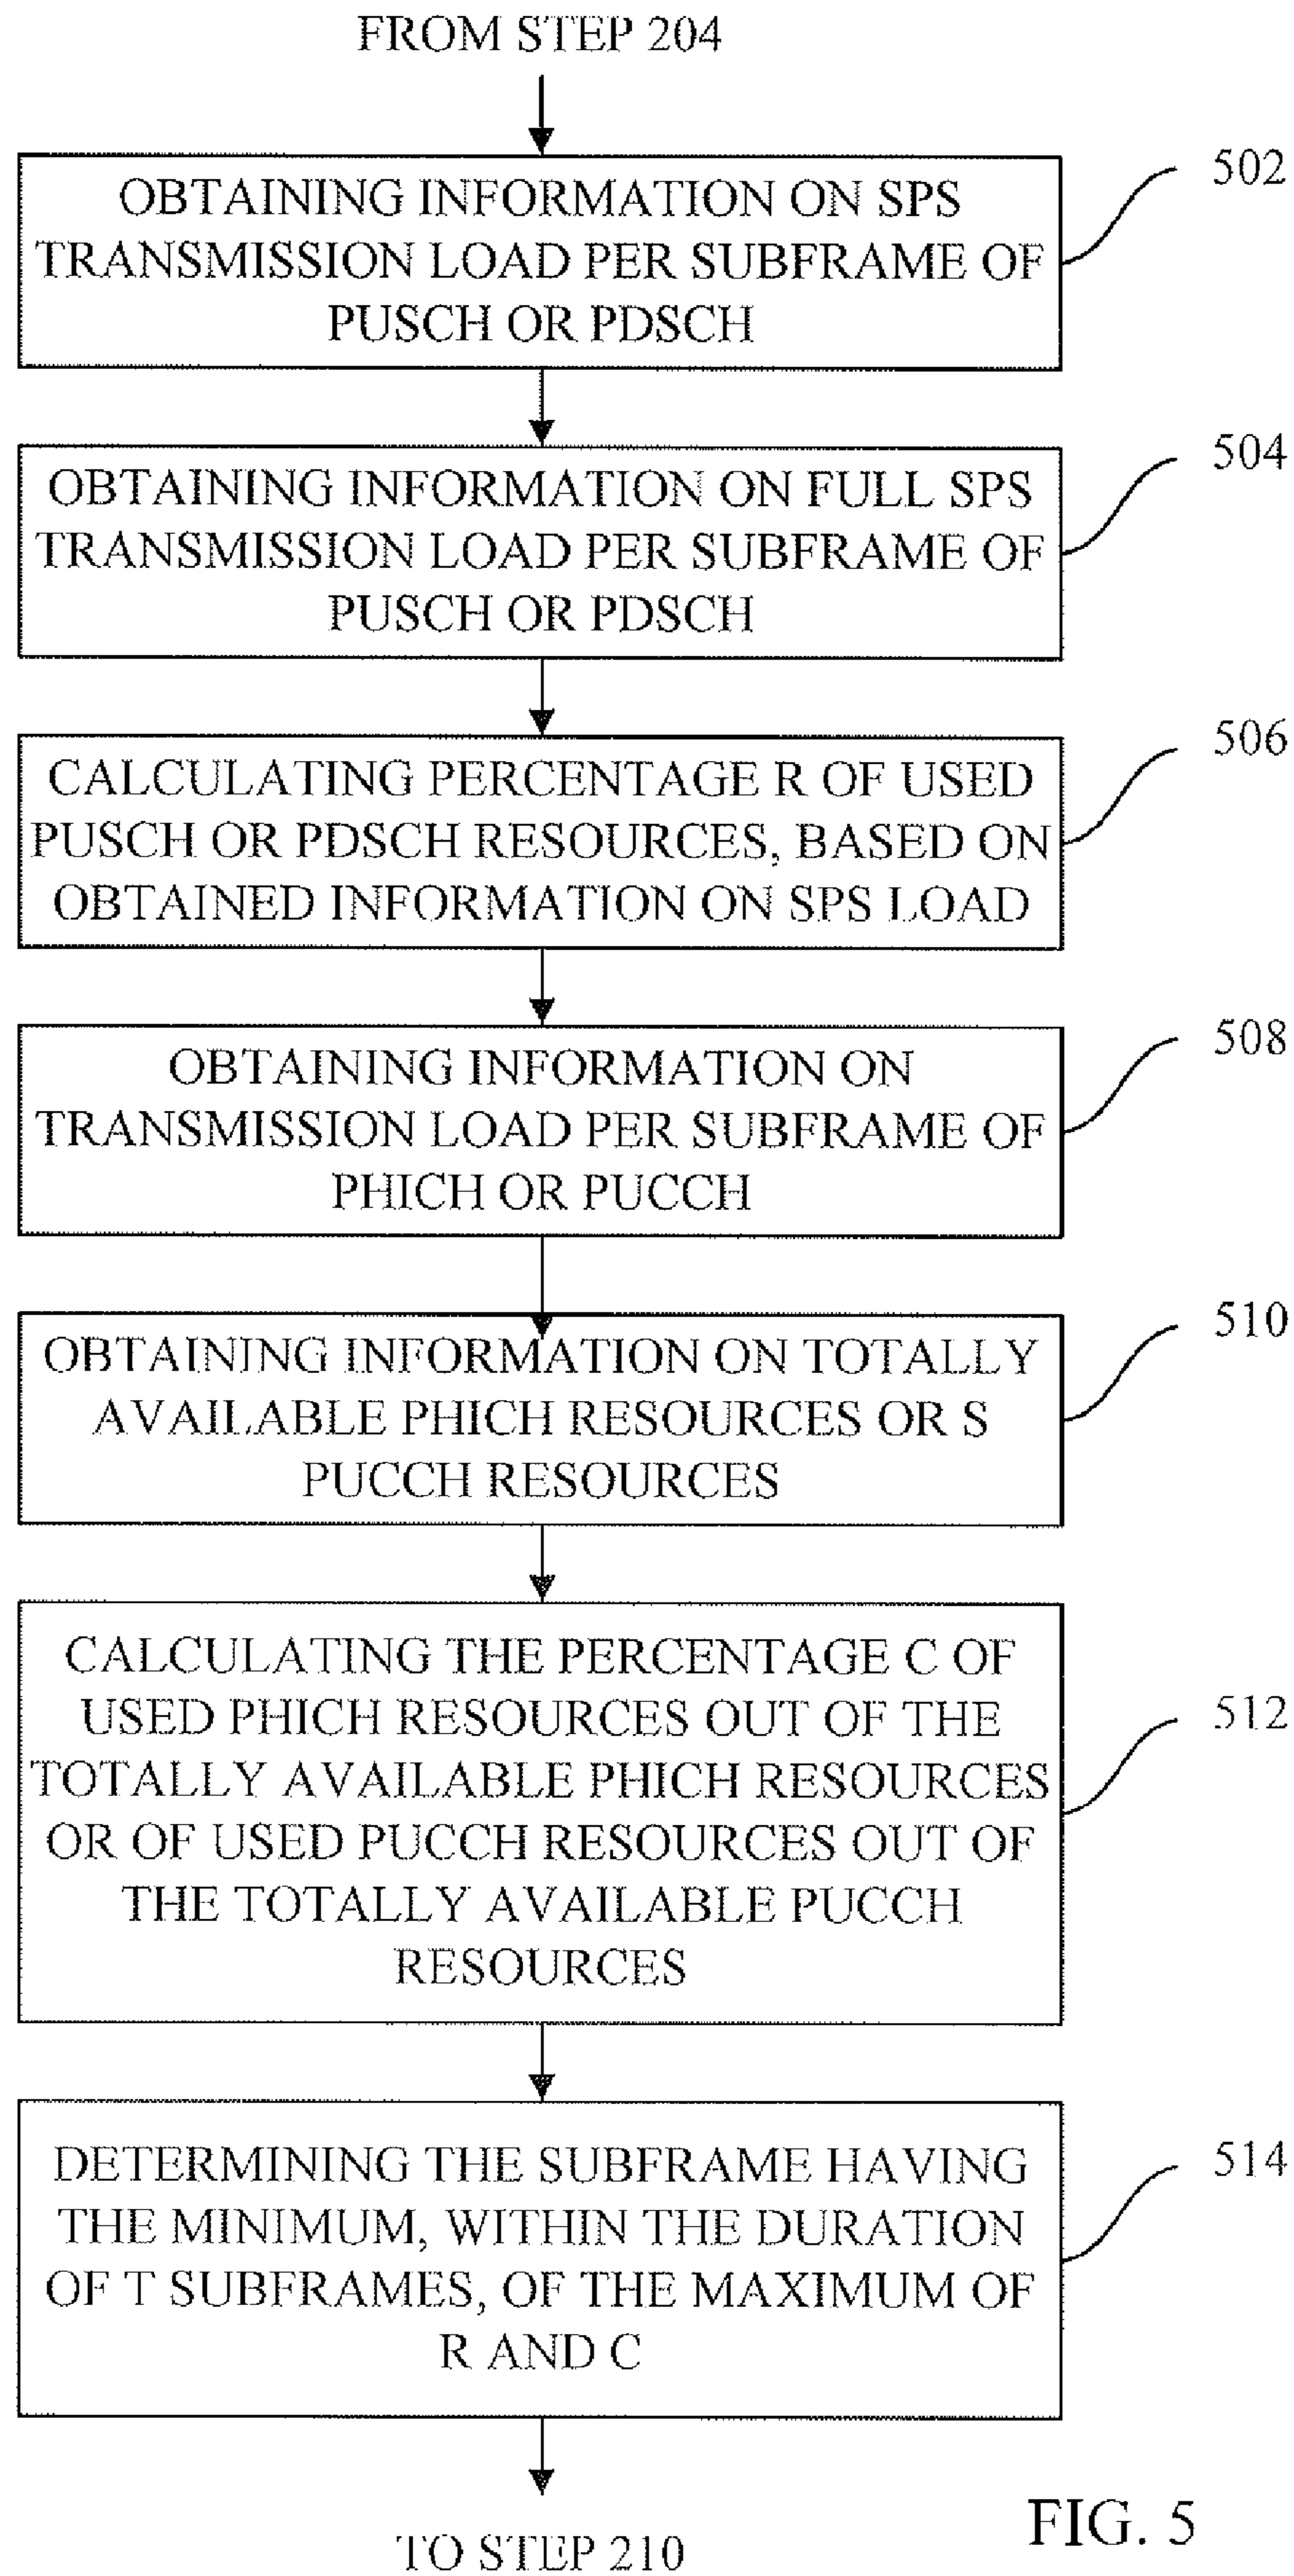 FROM STEP 204
502
OBTAINING INFORMATION ON SPS
TRANSMISSION LOAD PER SUBFRAME OF
PUSCH OR PDSCH
504
OBTAINING INFORMATION ON FULL SPS
TRANSMISSION LOAD PER SUBFRAME OF
PUSCH OR PDSCH
506
CALCULATING PERCENTAGE R OF USED
PUSCH OR PDSCH RESOURCES, BASED ON
OBTAINED INFORMATION ON SPS LOAD
508
OBTAINING INFORMATION ON
TRANSMISSION LOAD PER SUBFRAME OF
PHICH OR PUCCH
510
OBTAINING INFORMATION ON TOTALLY
AVAILABLE PHICH RESOURCES OR S
PUCCH RESOURCES
512
CALCULATING THE PERCENTAGE C OF
USED PHICH RESOURCES OUT OF THE
TOTALLY AVAILABLE PHICH RESOURCES
OR OF USED PUCCH RESOURCES OUT OF
THE TOTALLY AVAILABLE PUCCH
RESOURCES
514
DETERMINING THE SUBFRAME HAVING
THE MINIMUM, WITHIN THE DURATION
OF T SUBFRAMES, OF THE MAXIMUM OF
R AND C
TO STEP 210
FIG. 5